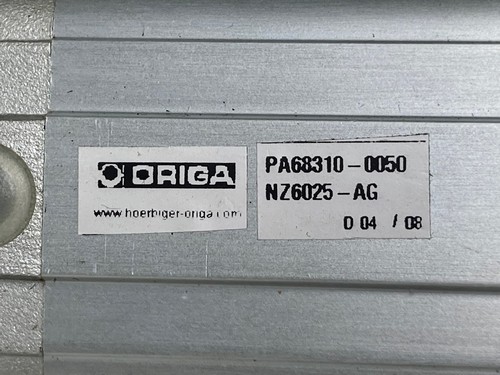 ORIGA
www.hoerbiger-origa.com
PA68310-0050
NZ6025-AG
D 04 / 08